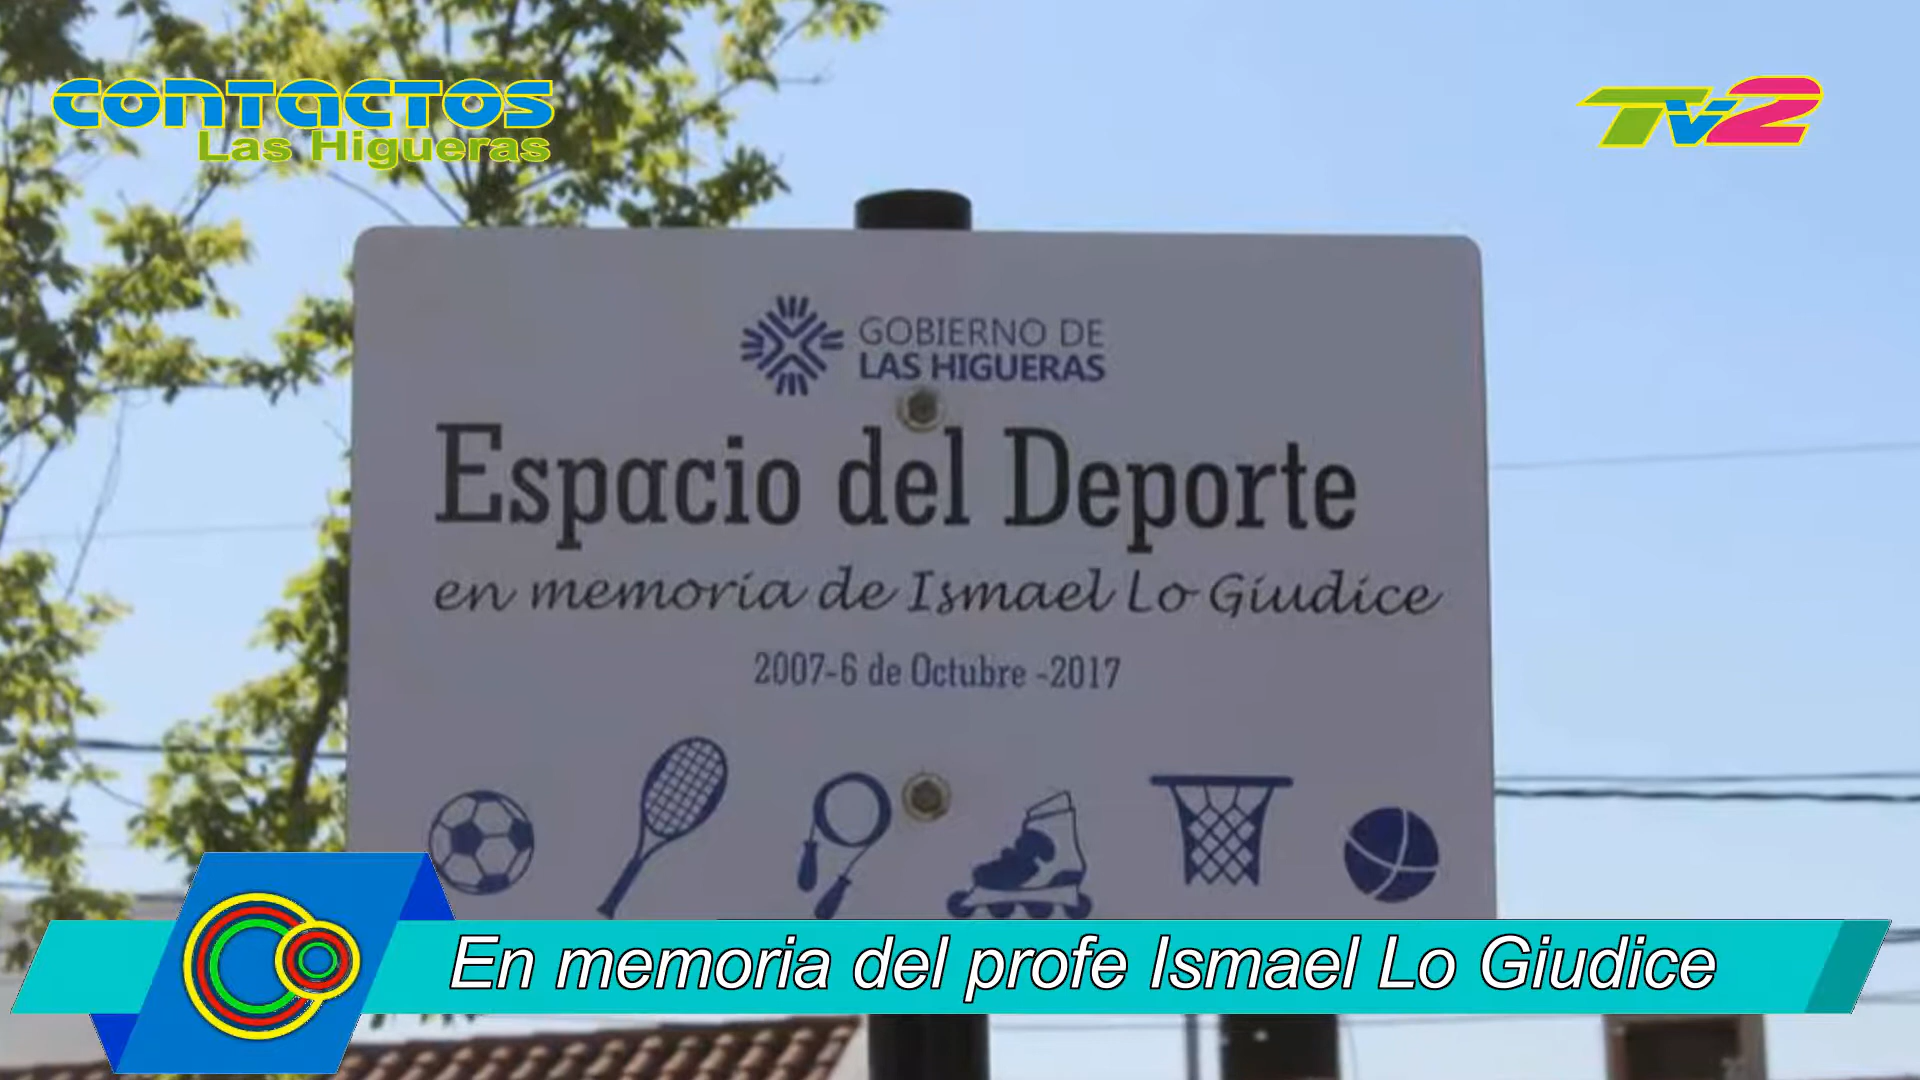 CONTACTOS
Las Higueras
TV2
GOBIERNO DE
LAS HIGUERAS
Espacio del Deporte
en memoria de Ismael Lo Giudice
2007-6 de Octubre -2017
En memoria del profe Ismael Lo Giudice